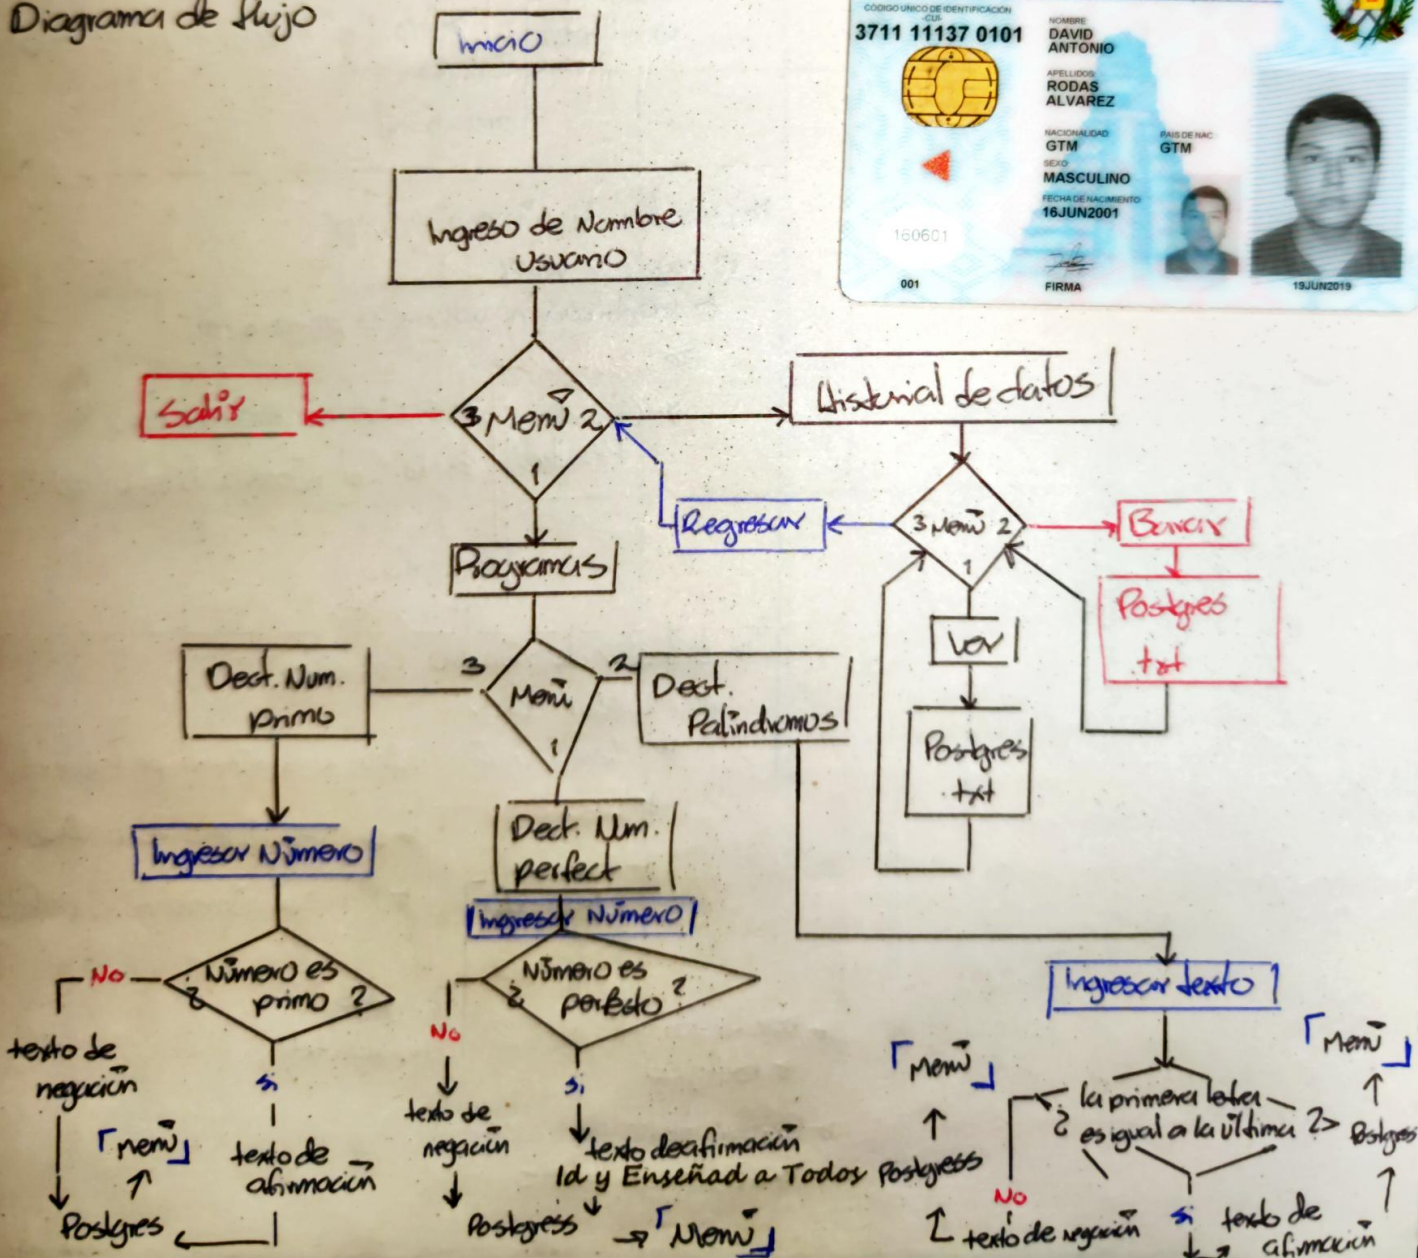 Diagrama de flujo
Inicio
CÓDIGO ÚNICO DE IDENTIFICACIÓN
-CUI-
3711 11137 0101
NOMBRE
DAVID
ANTONIO
APELLIDOS
RODAS
ALVAREZ
NACIONALIDAD
GTM
PAIS DE NAC
GTM
SEXO
MASCULINO
FECHA DE NACIMIENTO
16JUN2001
160601
001
FIRMA
19JUN2019
Ingreso de Nombre
Usuario
Salir
3 Menú 2
1
Historial de datos
Regresar
3 Menú 2
1
Borrar
Postgres
txt
Programas
Ver
Postgres
txt
Dect. Num.
primo
3
Menú
2
1
Dect.
Palindromos
Ingresar Número
Dect. Num.
perfect
Ingresar Número
No
¿Número es
primo?
¿Número es
perfecto?
No
Ingresar texto
texto de
negación
si
「Menú」
texto de
afirmación
Postgres
texto de
negación
si
texto de afirmación
Id y Enseñad a Todos
Postgress
「Menú」
「Menú」
Postgress
¿la primera letra
es igual a la última?
「Menú」
Postgres
No
texto de negación
si
texto de
afirmación